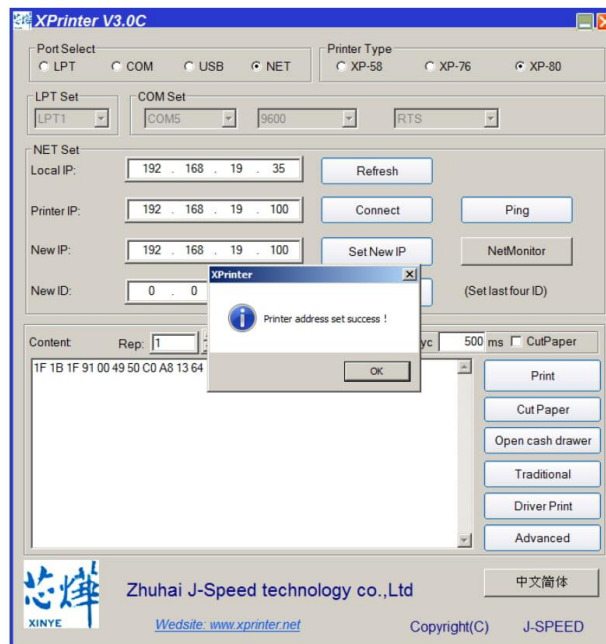 XPrinter V3.0C
Port Select
LPT COM USB NET
Printer Type
XP-58 XP-76 XP-80
LPT Set
LPT1
COM Set
COM5 9600 RTS
NET Set
Local IP: 192 . 168 . 19 . 35 Refresh
Printer IP: 192 . 168 . 19 . 100 Connect Ping
New IP: 192 . 168 . 19 . 100 Set New IP NetMonitor
New ID: 0 . 0 (Set last four ID)
XPrinter
Printer address set success !
OK
Content: Rep: 1 yc 500 ms CutPaper
1F 1B 1F 91 00 49 50 C0 A8 13 64
Print
Cut Paper
Open cash drawer
Traditional
Driver Print
Advanced
芯烨
XINYE
Zhuhai J-Speed technology co.,Ltd
中文简体
Wedsite: www.xprinter.net
Copyright(C) J-SPEED